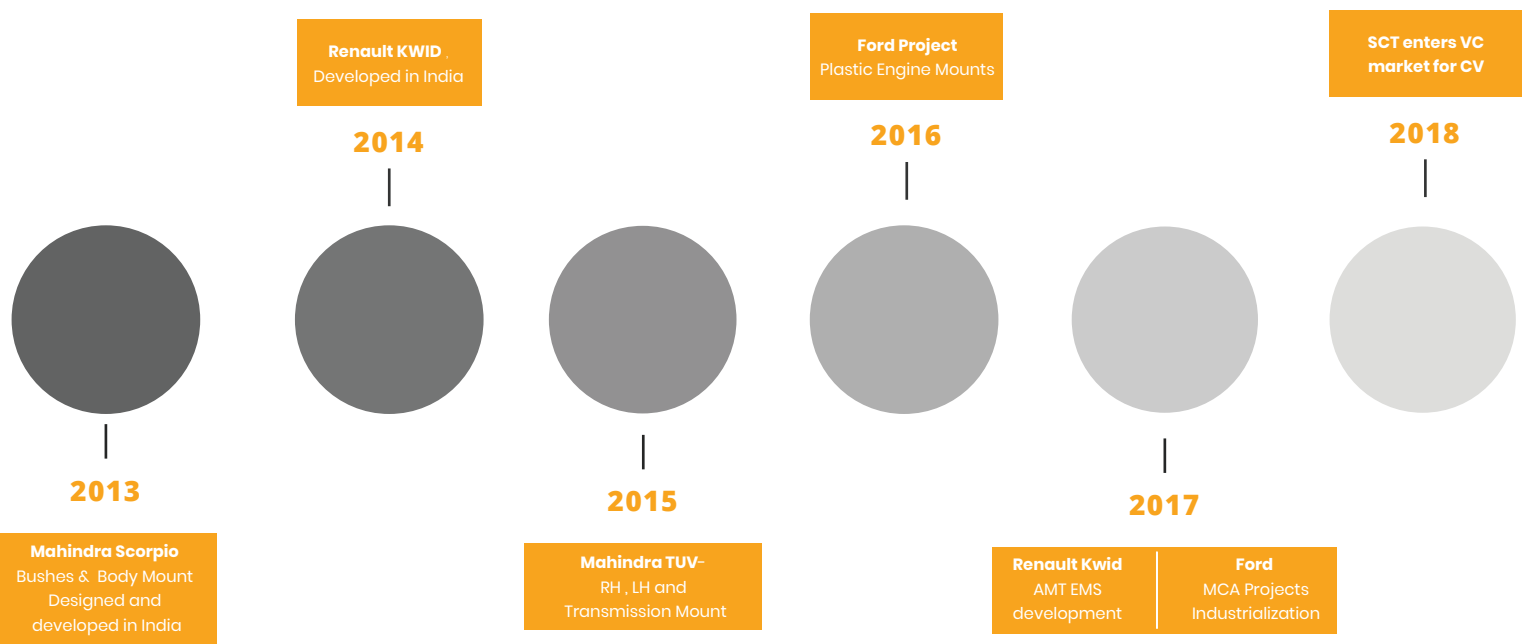 Renault KWID ,
Developed in India
2014
Ford Project
Plastic Engine Mounts
2016
SCT enters VC
market for CV
2018
2013
Mahindra Scorpio
Bushes & Body Mount
Designed and
developed in India
2015
Mahindra TUV-
RH , LH and
Transmission Mount
2017
Renault Kwid
AMT EMS
development
Ford
MCA Projects
Industrialization